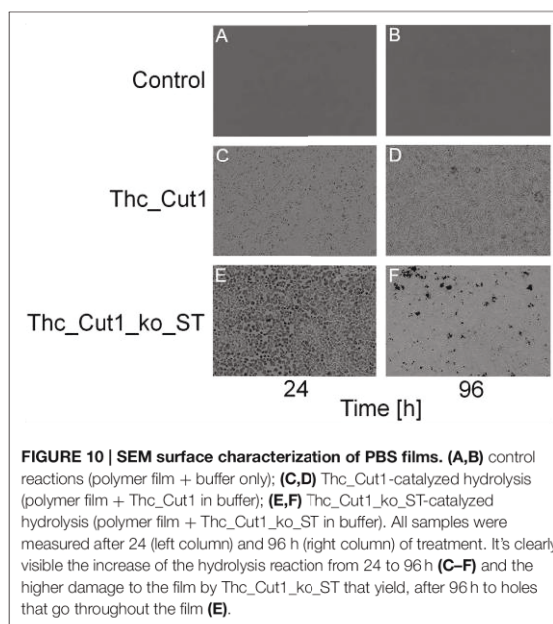 A
B
Control
C
D
Thc_Cut1
E
F
Thc_Cut1_ko_ST
24
96
Time [h]
FIGURE 10 | SEM surface characterization of PBS films. (A,B) control
reactions (polymer film + buffer only); (C,D) Thc_Cut1-catalyzed hydrolysis
(polymer film + Thc_Cut1 in buffer); (E,F) Thc_Cut1_ko_ST-catalyzed
hydrolysis (polymer film + Thc_Cut1_ko_ST in buffer). All samples were
measured after 24 (left column) and 96 h (right column) of treatment. It's clearly
visible the increase of the hydrolysis reaction from 24 to 96 h (C–F) and the
higher damage to the film by Thc_Cut1_ko_ST that yield, after 96 h to holes
that go throughout the film (E).